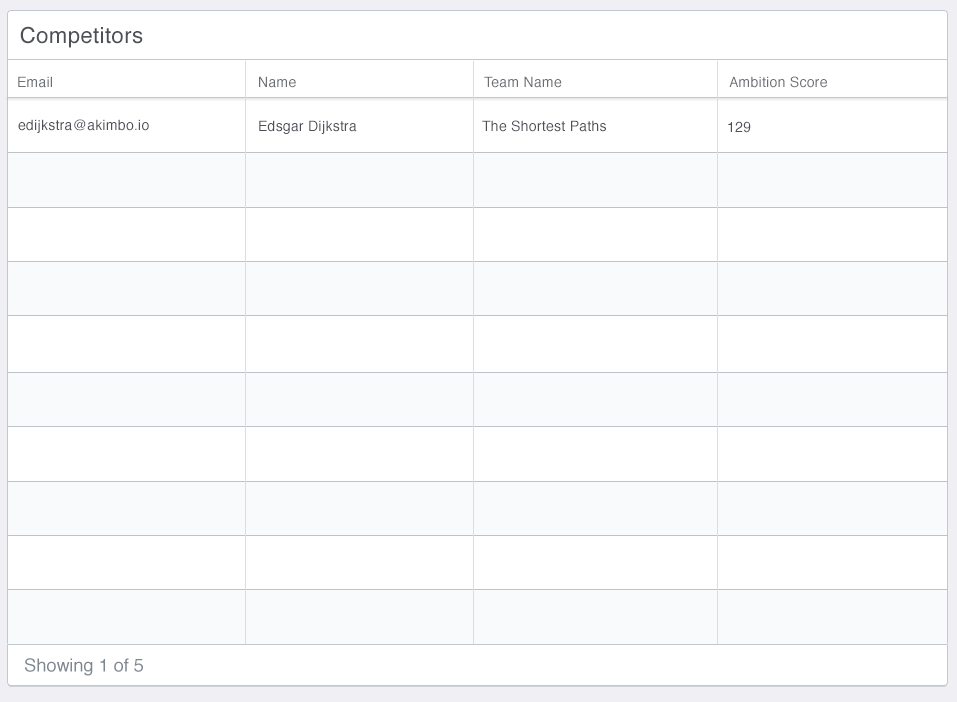 Competitors
Email Name Team Name Ambition Score
edijkstra@akimbo.io Edsgar Dijkstra The Shortest Paths 129
Showing 1 of 5